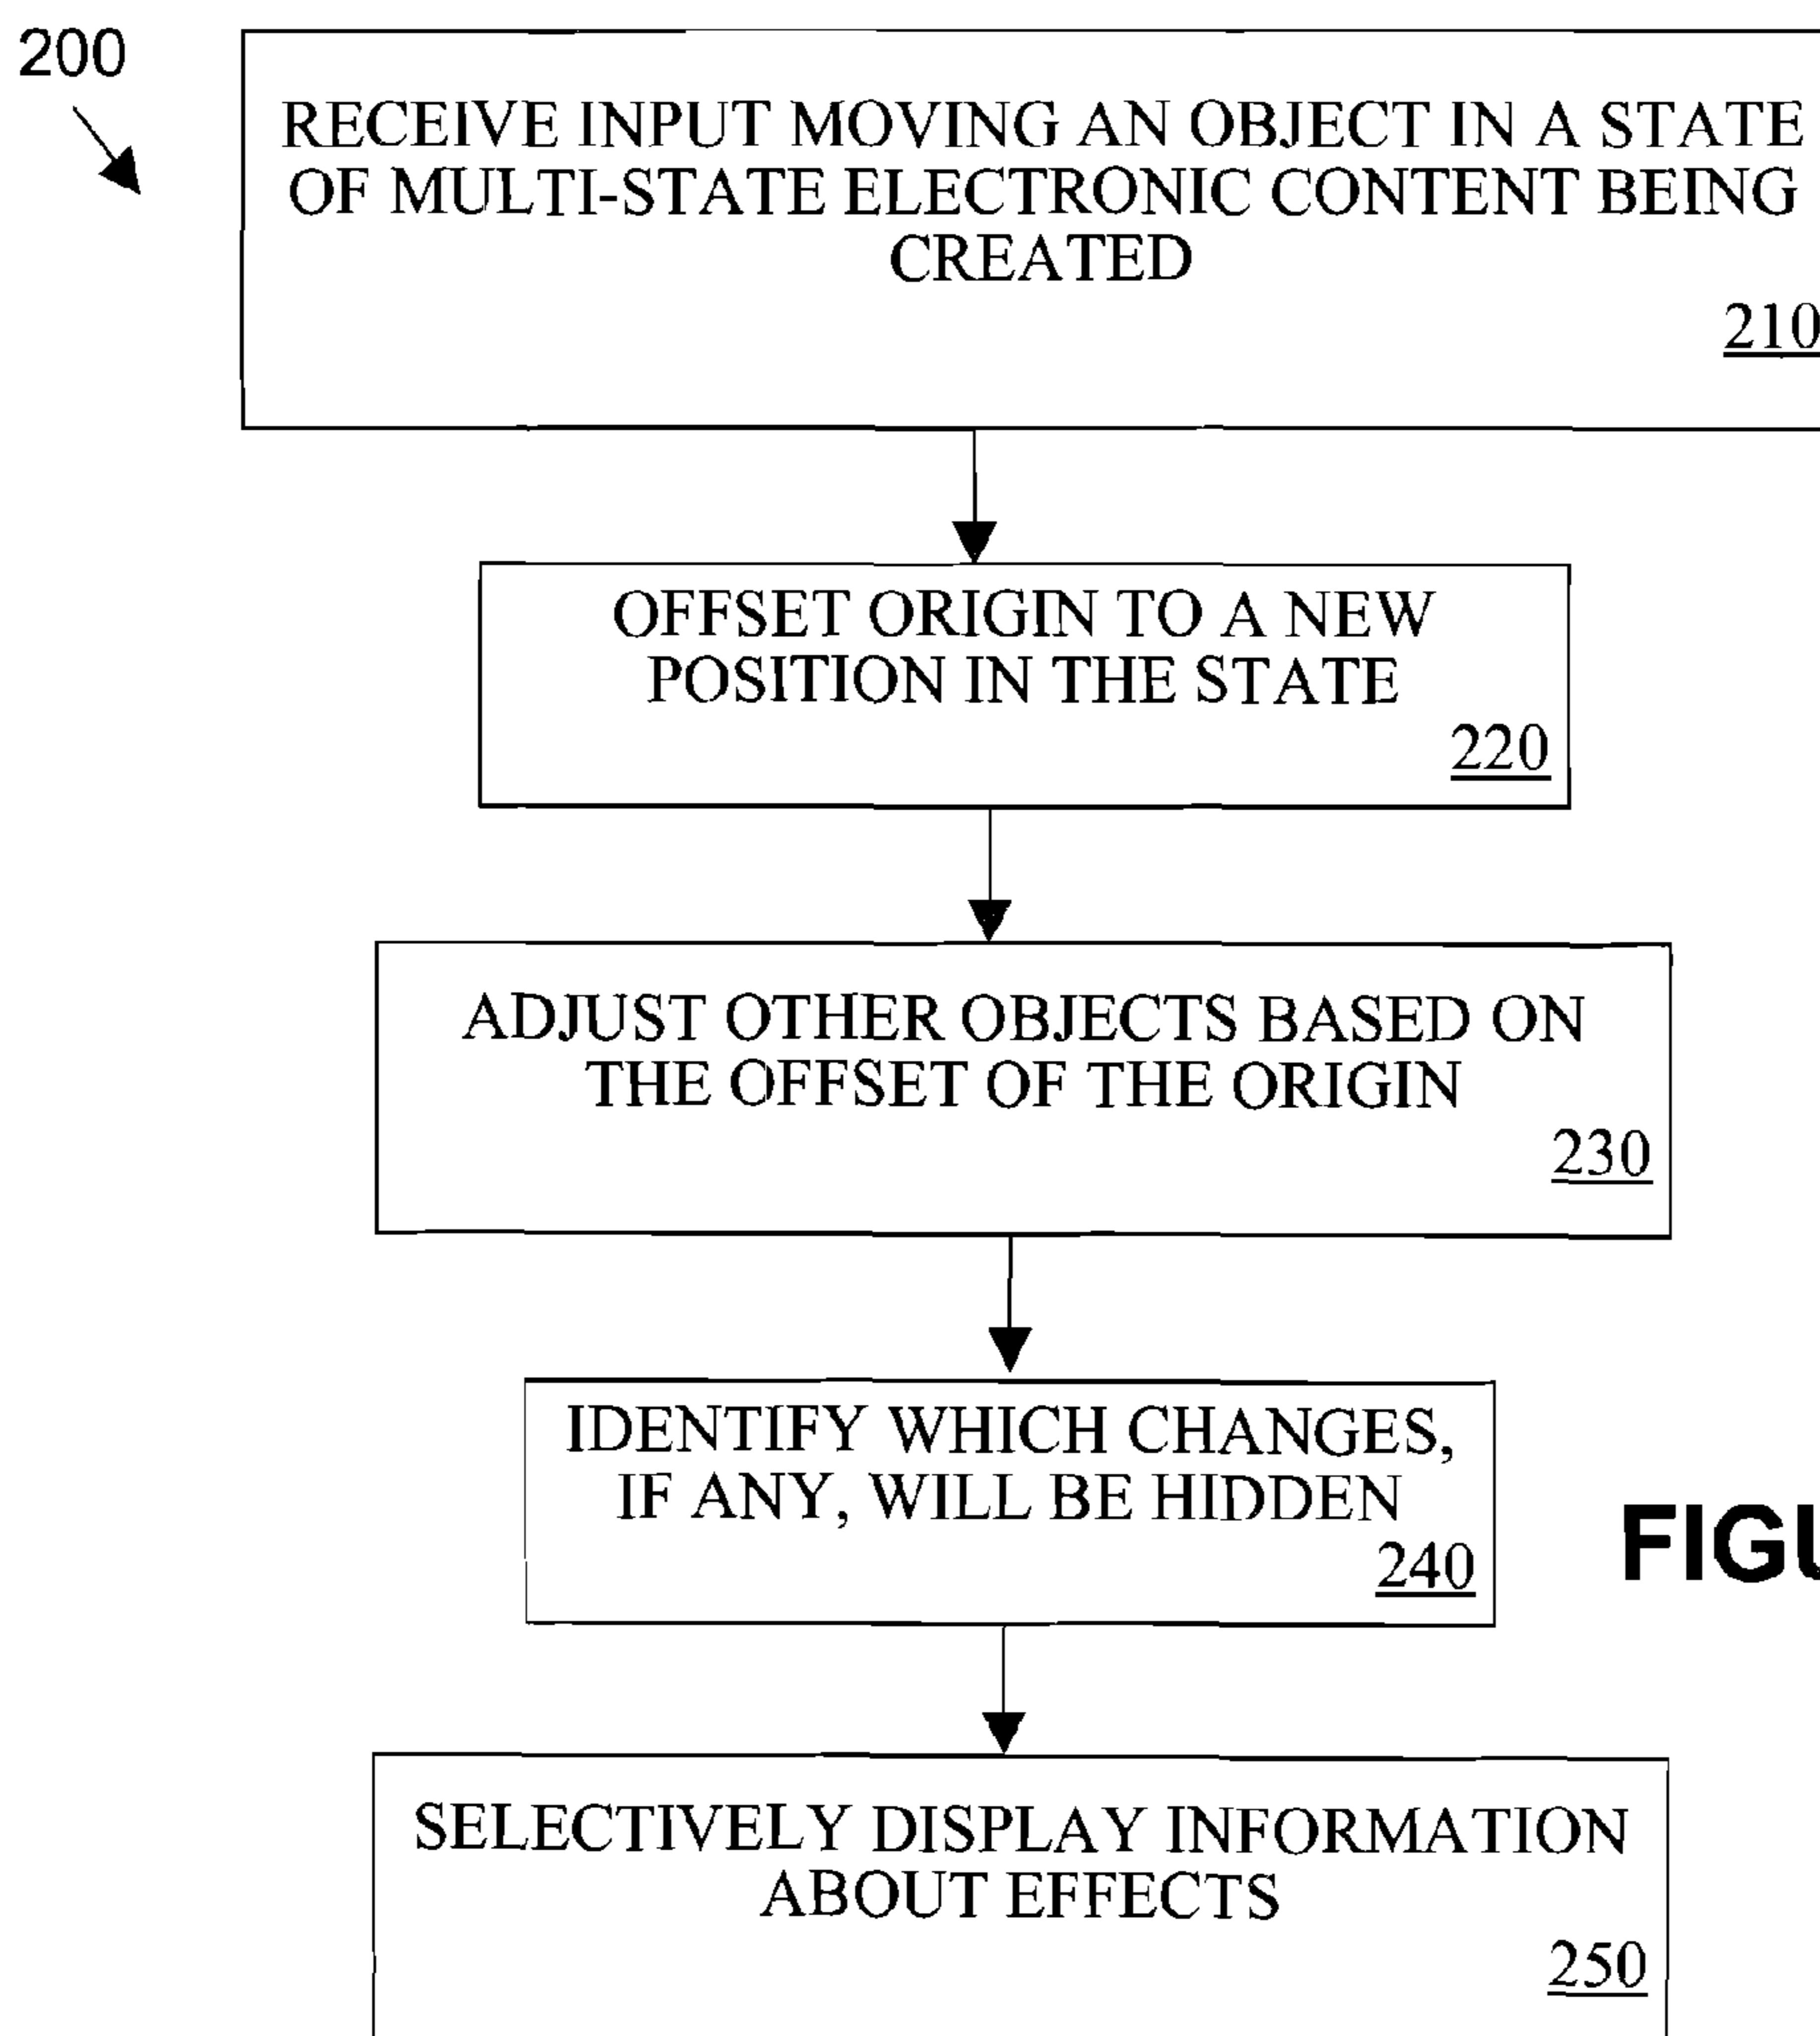 200
RECEIVE INPUT MOVING AN OBJECT IN A STATE
OF MULTI-STATE ELECTRONIC CONTENT BEING
CREATED
210
OFFSET ORIGIN TO A NEW
POSITION IN THE STATE
220
ADJUST OTHER OBJECTS BASED ON
THE OFFSET OF THE ORIGIN
230
IDENTIFY WHICH CHANGES,
IF ANY, WILL BE HIDDEN
240
SELECTIVELY DISPLAY INFORMATION
ABOUT EFFECTS
250